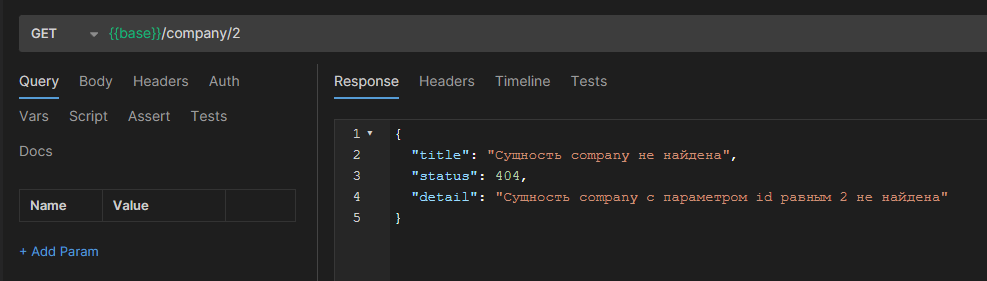 GET {{base}}/company/2
Query Body Headers Auth
Vars Script Assert Tests
Docs
Name Value
+ Add Param
Response Headers Timeline Tests
1 {
2 "title": "Сущность company не найдена",
3 "status": 404,
4 "detail": "Сущность company с параметром id равным 2 не найдена"
5 }